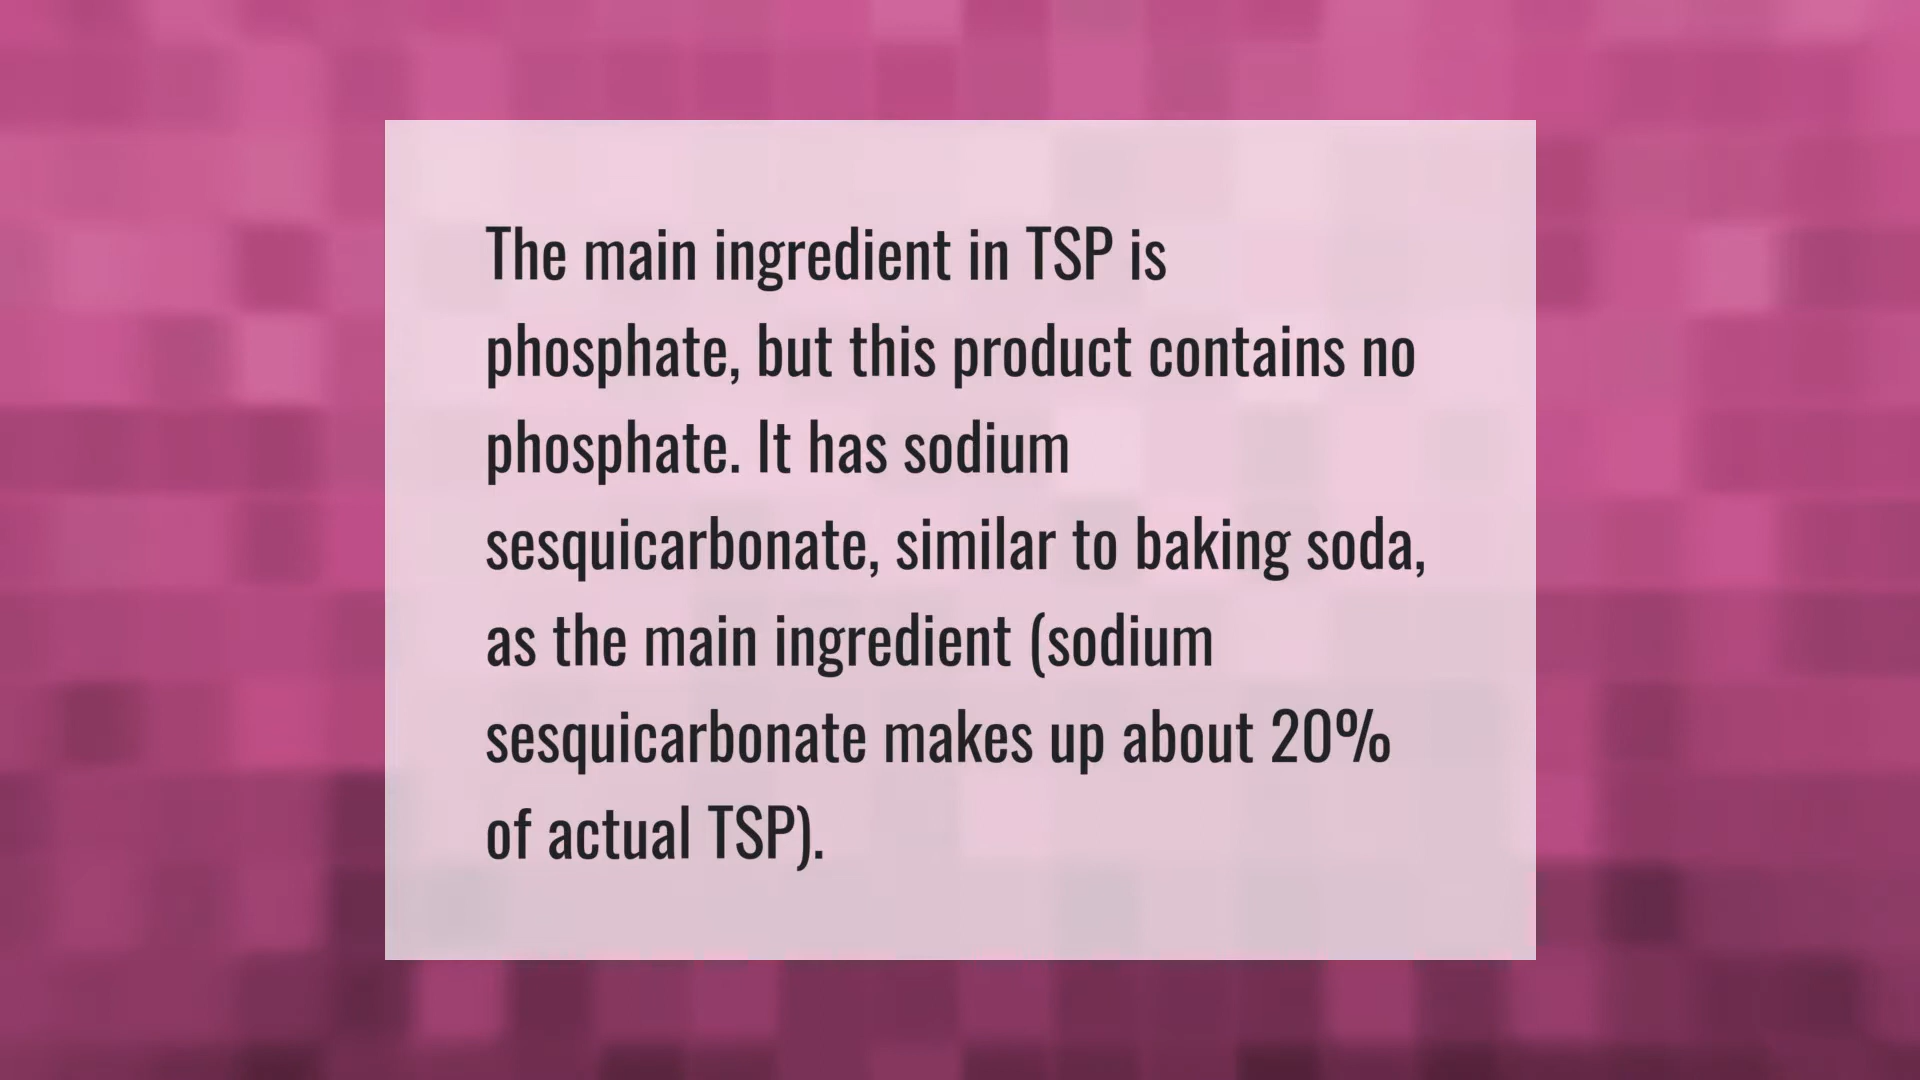 The main ingredient in TSP is
phosphate, but this product contains no
phosphate. It has sodium
sesquicarbonate, similar to baking soda,
as the main ingredient (sodium
sesquicarbonate makes up about 20%
of actual TSP).